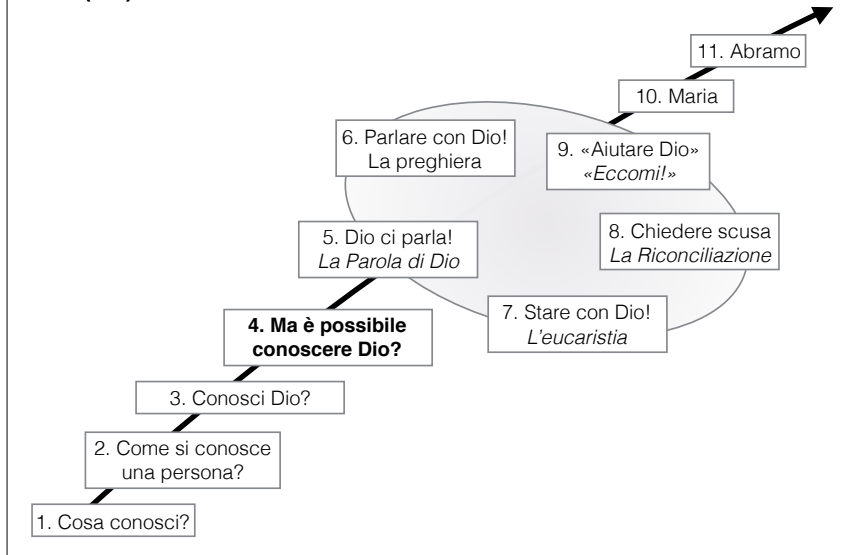 11. Abramo
10. Maria
6. Parlare con Dio!
La preghiera
9. «Aiutare Dio»
«Eccomi!»
5. Dio ci parla!
La Parola di Dio
8. Chiedere scusa
La Riconciliazione
7. Stare con Dio!
L'eucaristia
4. Ma è possibile
conoscere Dio?
3. Conosci Dio?
2. Come si conosce
una persona?
1. Cosa conosci?